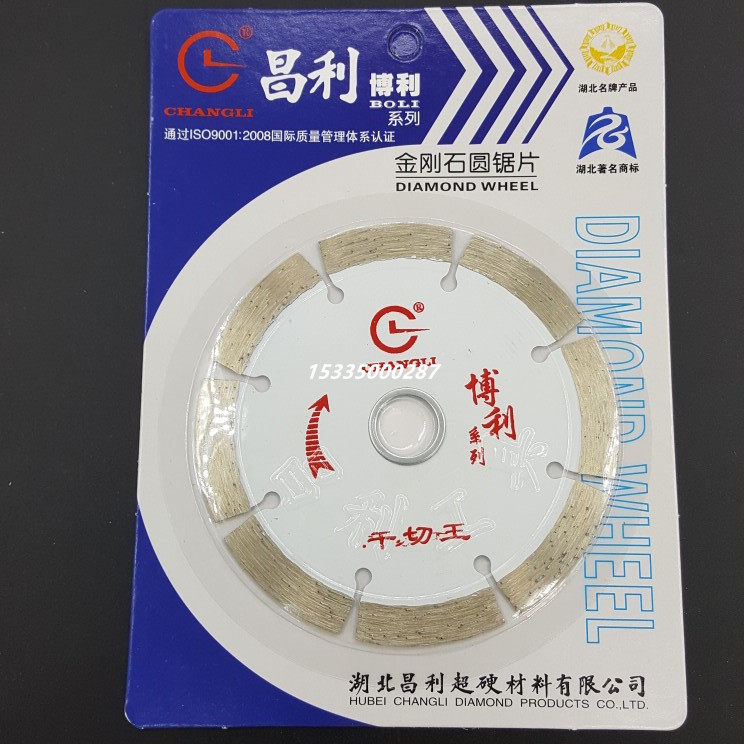 ®
CHANGLI
昌利
博利
BOLI
系列
通过ISO9001:2008国际质量管理体系认证
金刚石圆锯片
DIAMOND WHEEL
湖北名牌产品
湖北著名商标
DIAMOND WHEEL
®
CHANGLI
15335000287
博利
系列
干切王
湖北昌利超硬材料有限公司
HUBEI CHANGLI DIAMOND PRODUCTS CO.,LTD.